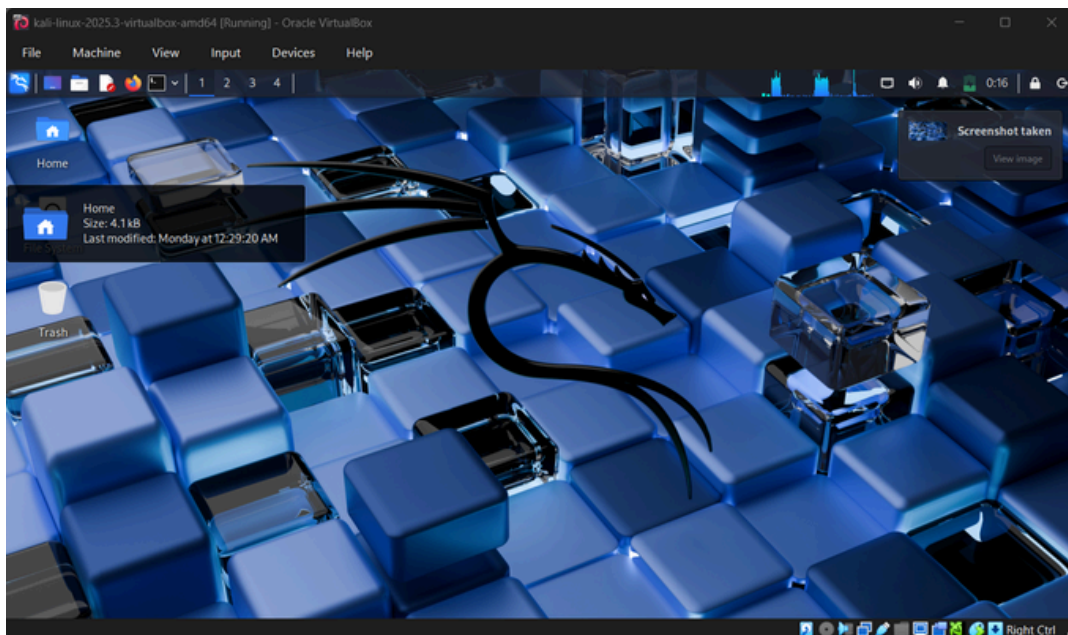 kali-linux-2025.3-virtualbox-amd64 [Running] - Oracle VirtualBox
File Machine View Input Devices Help
1 2 3 4 0:16
Screenshot taken
View image
Home
Home
Size: 4.1 kB
Last modified: Monday at 12:29:20 AM
File System
Trash
Right Ctrl